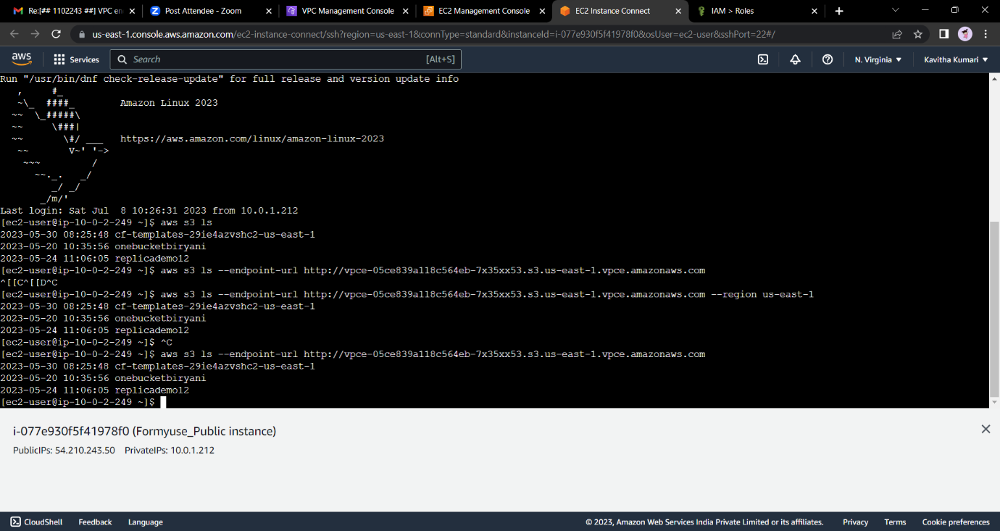 Re:[## 1102243 ##] VPC en
Post Attendee - Zoom
VPC Management Console
EC2 Management Console
EC2 Instance Connect
IAM > Roles
us-east-1.console.aws.amazon.com/ec2-instance-connect/ssh?region=us-east-1&connType=standard&instanceId=i-077e930f5f41978f0&osUser=ec2-user&sshPort=22#/
aws Services Search [Alt+S] N. Virginia Kavitha Kumari
Run "/usr/bin/dnf check-release-update" for full release and version update info
   ,     #_
   ~\_  ####_        Amazon Linux 2023
  ~~  \_#####\
  ~~     \###|
  ~~       \#/ ___   https://aws.amazon.com/linux/amazon-linux-2023
   ~~       V~' '->
    ~~~         /
      ~~._.   _/
         _/ _/
       _/m/'
Last login: Sat Jul  8 10:26:31 2023 from 10.0.1.212
[ec2-user@ip-10-0-2-249 ~]$ aws s3 ls
2023-05-30 08:25:48 cf-templates-29ie4azvshc2-us-east-1
2023-05-20 10:35:56 onebucketbiryani
2023-05-24 11:06:05 replicademo12
[ec2-user@ip-10-0-2-249 ~]$ aws s3 ls --endpoint-url http://vpce-05ce839a118c564eb-7x35xx53.s3.us-east-1.vpce.amazonaws.com
^[[C^[[D^C
[ec2-user@ip-10-0-2-249 ~]$ aws s3 ls --endpoint-url http://vpce-05ce839a118c564eb-7x35xx53.s3.us-east-1.vpce.amazonaws.com --region us-east-1
2023-05-30 08:25:48 cf-templates-29ie4azvshc2-us-east-1
2023-05-20 10:35:56 onebucketbiryani
2023-05-24 11:06:05 replicademo12
[ec2-user@ip-10-0-2-249 ~]$ ^C
[ec2-user@ip-10-0-2-249 ~]$ aws s3 ls --endpoint-url http://vpce-05ce839a118c564eb-7x35xx53.s3.us-east-1.vpce.amazonaws.com
2023-05-30 08:25:48 cf-templates-29ie4azvshc2-us-east-1
2023-05-20 10:35:56 onebucketbiryani
2023-05-24 11:06:05 replicademo12
[ec2-user@ip-10-0-2-249 ~]$
i-077e930f5f41978f0 (Formyuse_Public instance)
PublicIPs: 54.210.243.50 PrivateIPs: 10.0.1.212
CloudShell Feedback Language © 2023, Amazon Web Services India Private Limited or its affiliates. Privacy Terms Cookie preferences